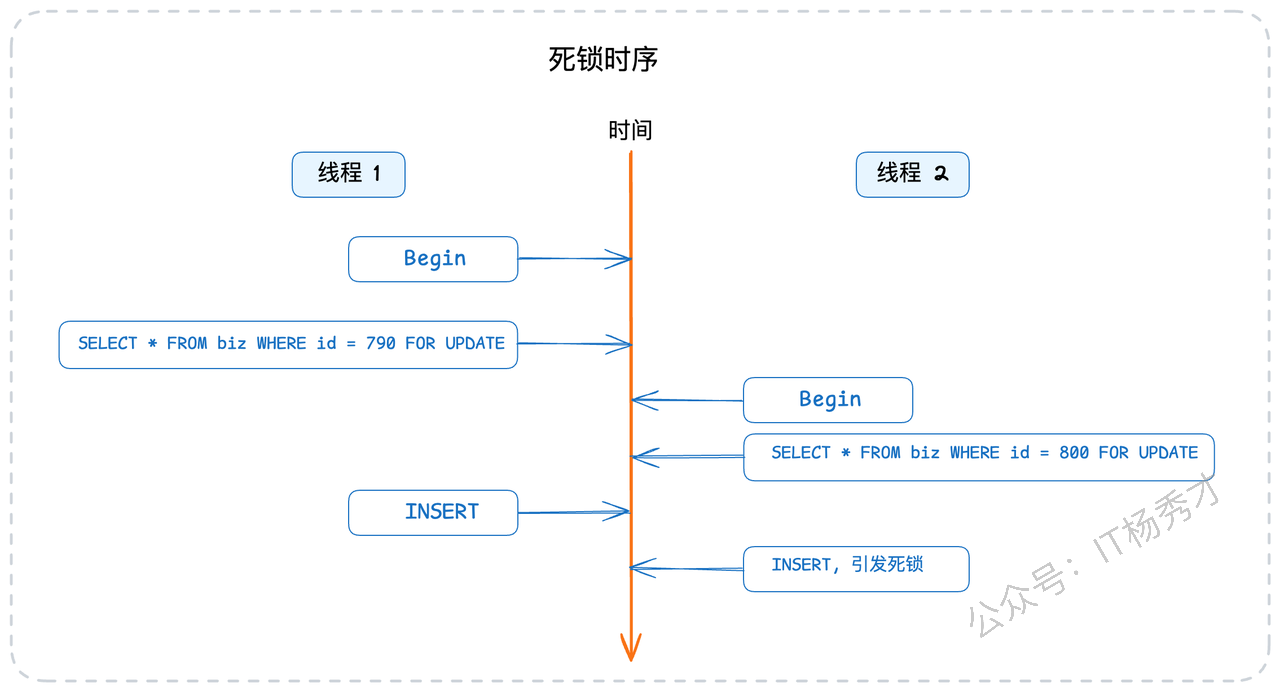 死锁时序
时间
线程 1
线程 2
Begin
SELECT * FROM biz WHERE id = 790 FOR UPDATE
Begin
SELECT * FROM biz WHERE id = 800 FOR UPDATE
INSERT
INSERT, 引发死锁
公众号：IT杨秀才